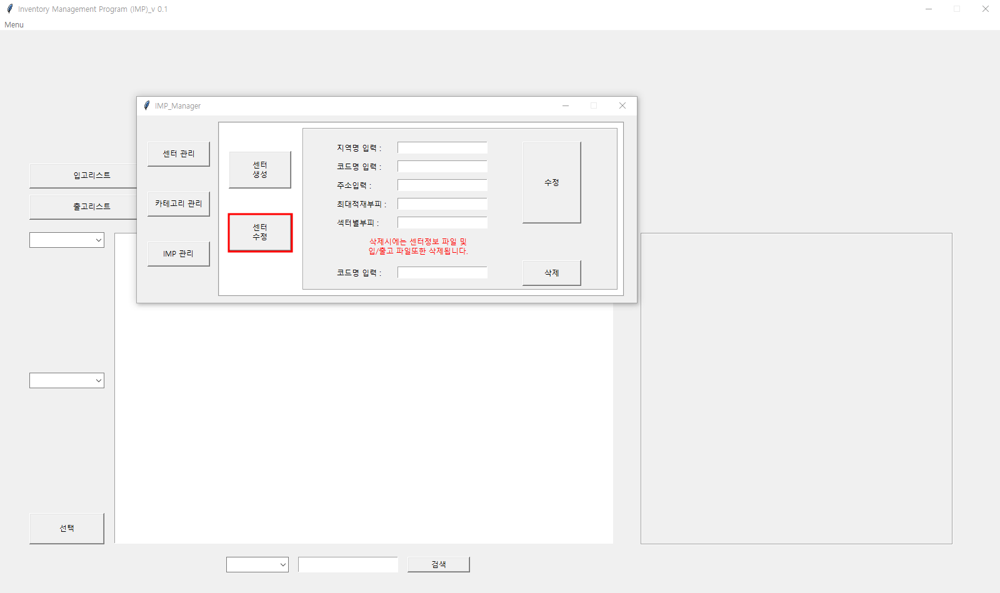 Inventory Management Program (IMP)_v 0.1
Menu
IMP_Manager
센터 관리
카테고리 관리
IMP 관리
센터
생성
센터
수정
지역명 입력 :
코드명 입력 :
주소입력 :
최대적재부피 :
섹터별부피 :
수정
삭제시에는 센터정보 파일 및
입/출고 파일또한 삭제됩니다.
코드명 입력 :
삭제
입고리스트
출고리스트
선택
검색